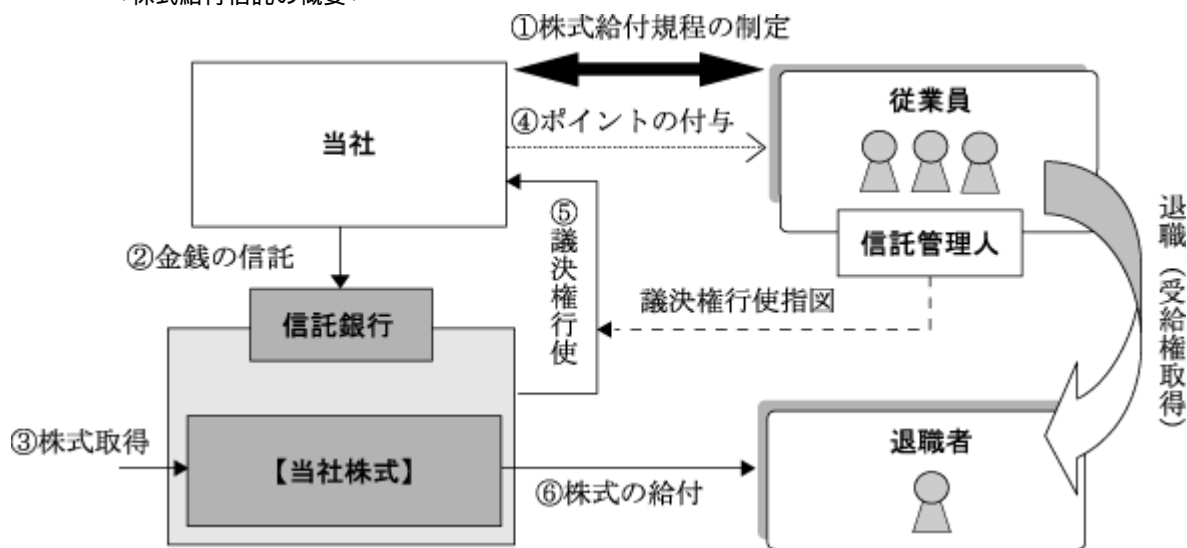 <株式給付信託の概要>
①株式給付規程の制定
従業員
④ポイントの付与
当社
⑤議決権行使
退職(受給権取得)
②金銭の信託
信託管理人
議決権行使指図
信託銀行
③株式取得
【当社株式】
退職者
⑥株式の給付